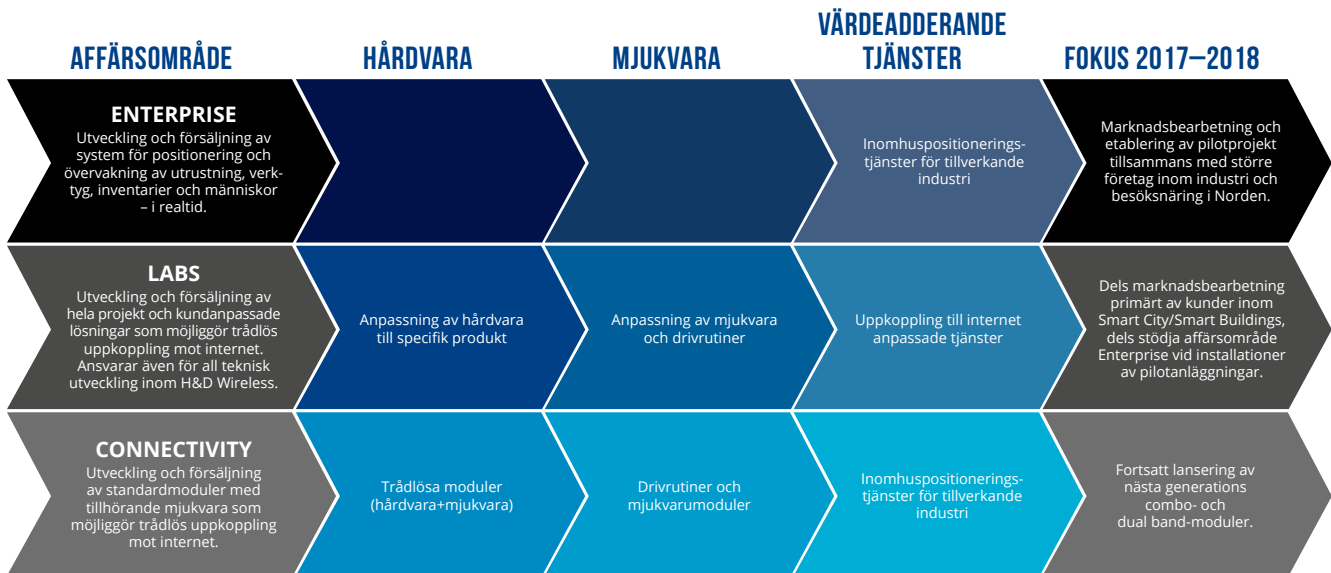 AFFÄRSOMRÅDE
HÅRDVARA
MJUKVARA
VÄRDEADDERANDE
TJÄNSTER
FOKUS 2017–2018
ENTERPRISE
Utveckling och försäljning av
system för positionering och
övervakning av utrustning, verk-
tyg, inventarier och människor
– i realtid.
Inomhuspositionerings-
tjänster för tillverkande
industri
Marknadsbearbetning och
etablering av pilotprojekt
tillsammans med större
företag inom industri och
besöksnäring i Norden.
LABS
Utveckling och försäljning av
hela projekt och kundanpassade
lösningar som möjliggör trådlös
uppkoppling mot internet.
Ansvarar även för all teknisk
utveckling inom H&D Wireless.
Anpassning av hårdvara
till specifik produkt
Anpassning av mjukvara
och drivrutiner
Uppkoppling till internet
anpassade tjänster
Dels marknadsbearbetning
primärt av kunder inom
Smart City/Smart Buildings,
dels stödja affärsområde
Enterprise vid installationer
av pilotanläggningar.
CONNECTIVITY
Utveckling och försäljning
av standardmoduler med
tillhörande mjukvara som
möjliggör trådlös uppkoppling
mot internet.
Trådlösa moduler
(hårdvara+mjukvara)
Drivrutiner och
mjukvarumoduler
Inomhuspositionerings-
tjänster för tillverkande
industri
Fortsatt lansering av
nästa generations
combo- och
dual band-moduler.